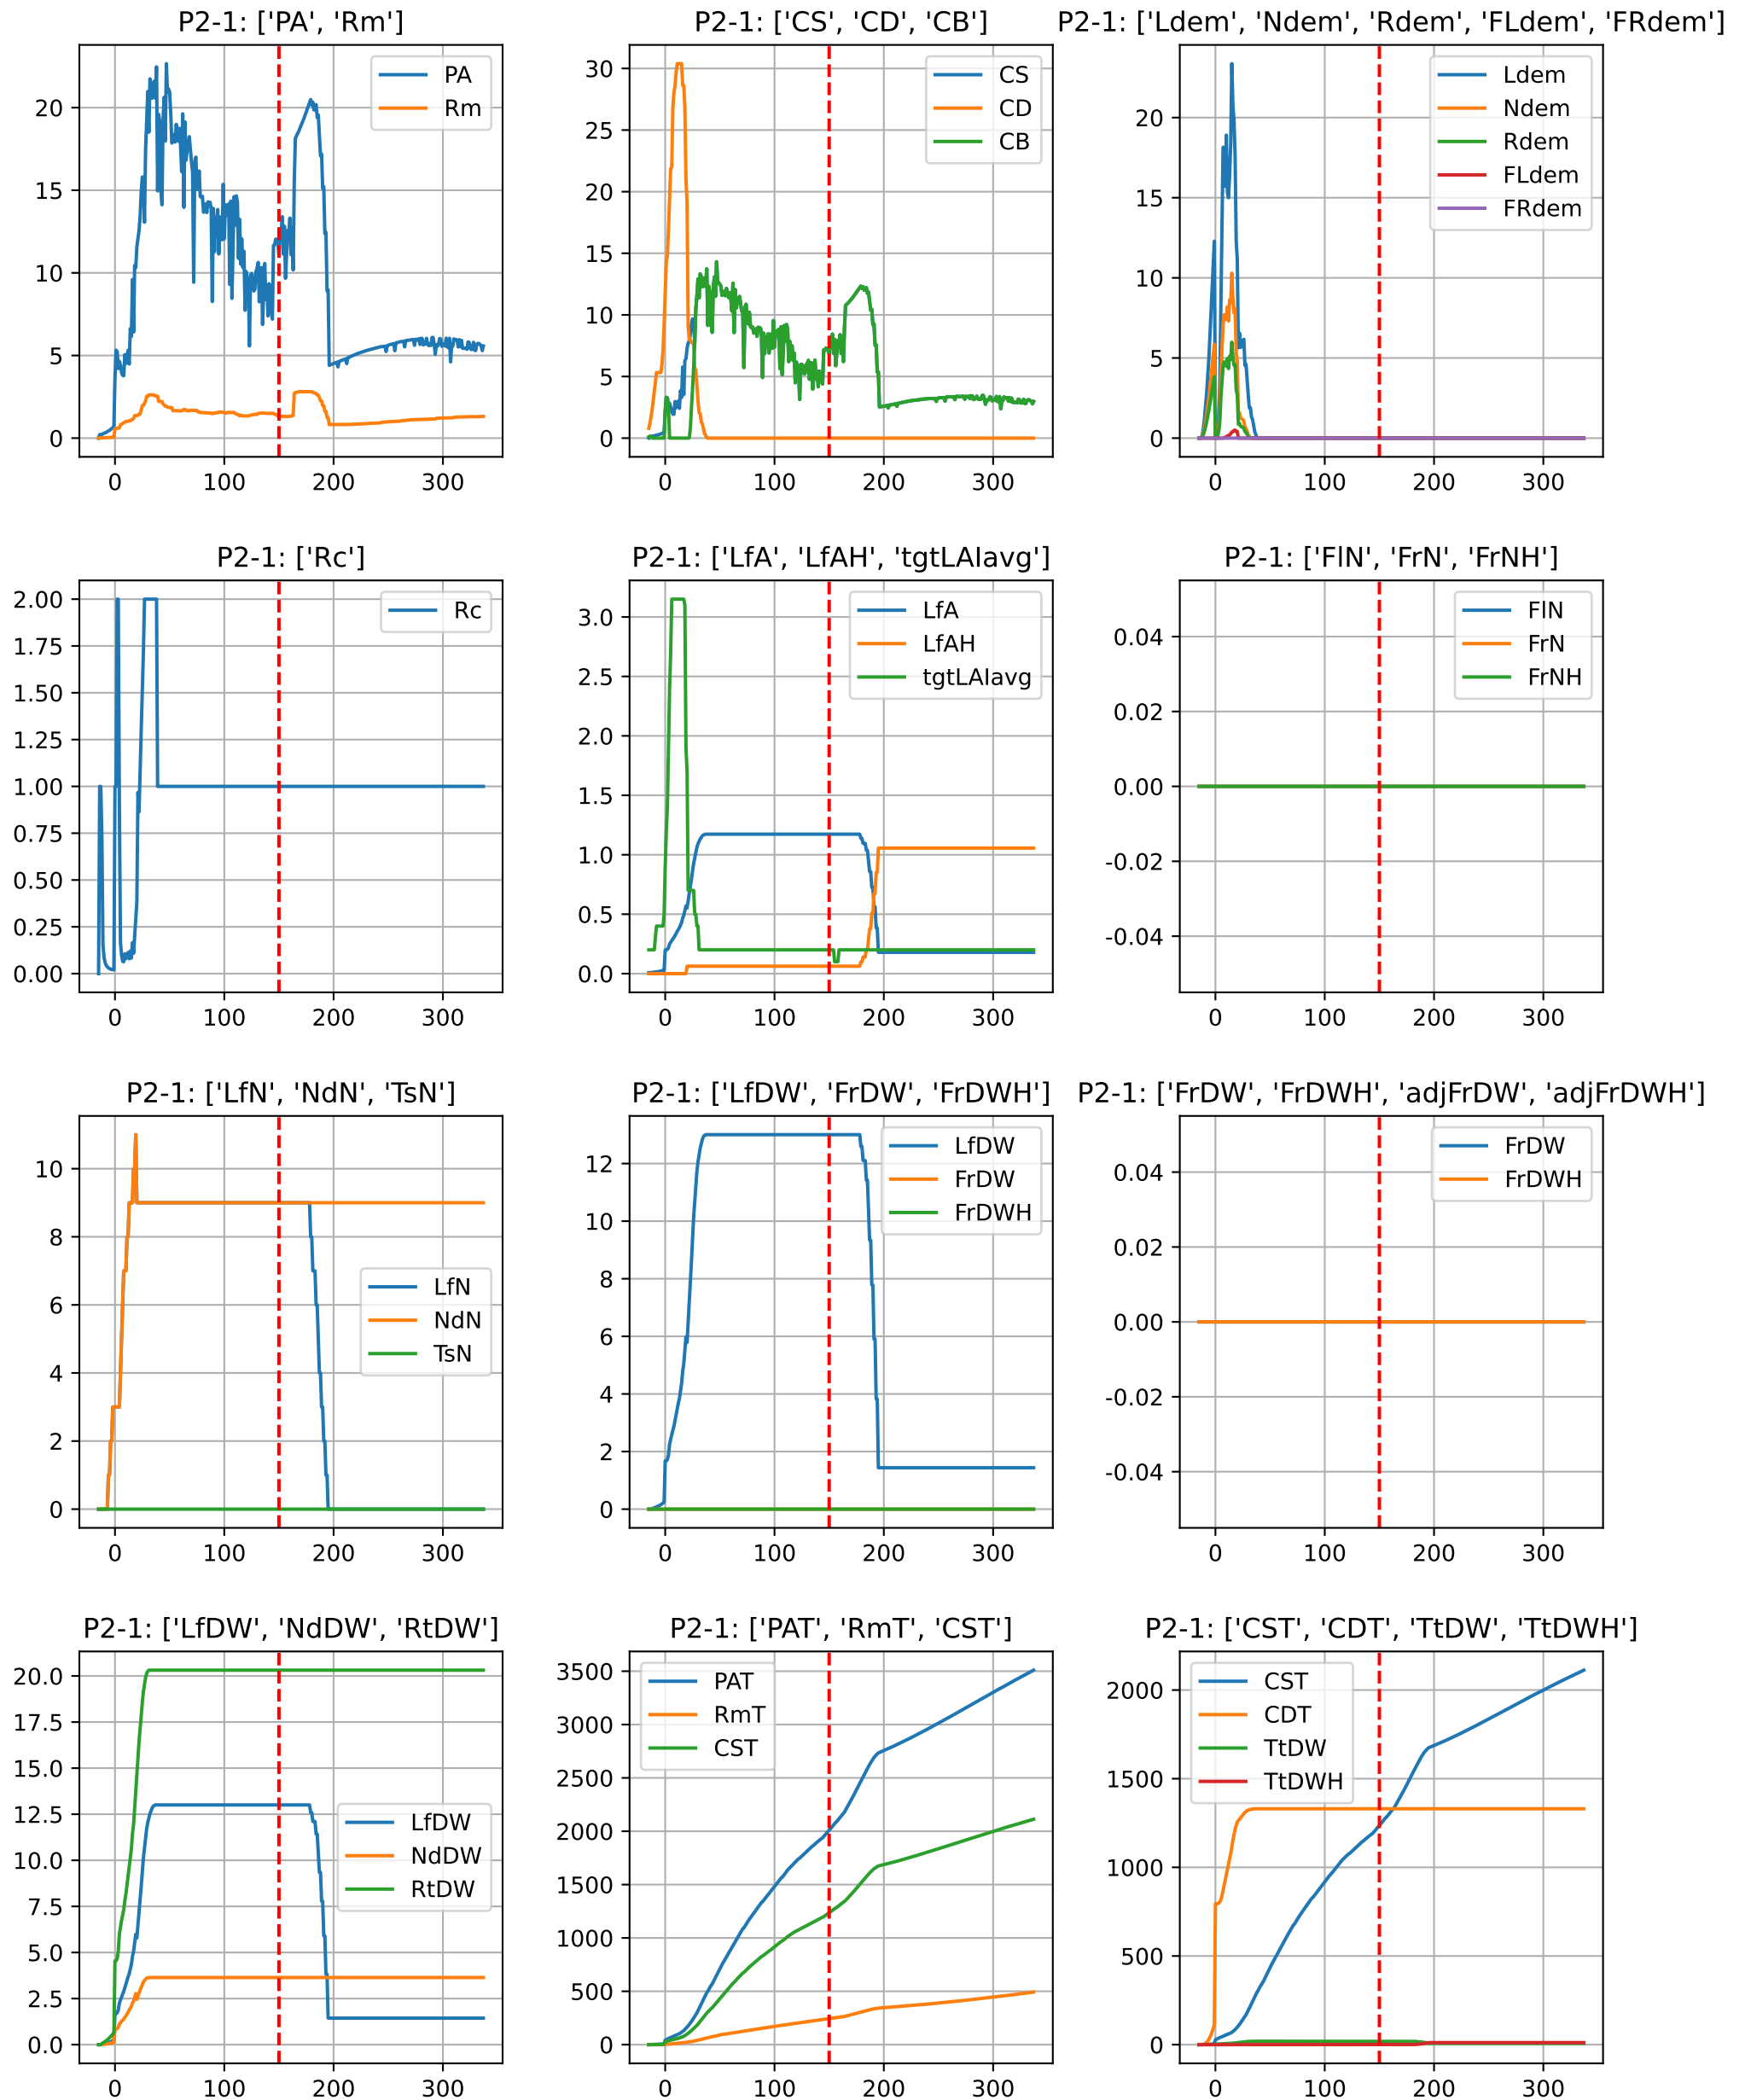 P2-1: ['PA', 'Rm']
PA
Rm
20
15
10
5
0
0 100 200 300
P2-1: ['CS', 'CD', 'CB']
CS
CD
CB
30
25
20
15
10
5
0
0 100 200 300
P2-1: ['Ldem', 'Ndem', 'Rdem', 'FLdem', 'FRdem']
Ldem
Ndem
Rdem
FLdem
FRdem
20
15
10
5
0
0 100 200 300
P2-1: ['Rc']
Rc
2.00
1.75
1.50
1.25
1.00
0.75
0.50
0.25
0.00
0 100 200 300
P2-1: ['LfA', 'LfAH', 'tgtLAIavg']
LfA
LfAH
tgtLAIavg
3.0
2.5
2.0
1.5
1.0
0.5
0.0
0 100 200 300
P2-1: ['FlN', 'FrN', 'FrNH']
FlN
FrN
FrNH
0.04
0.02
0.00
-0.02
-0.04
0 100 200 300
P2-1: ['LfN', 'NdN', 'TsN']
LfN
NdN
TsN
10
8
6
4
2
0
0 100 200 300
P2-1: ['LfDW', 'FrDW', 'FrDWH']
LfDW
FrDW
FrDWH
12
10
8
6
4
2
0
0 100 200 300
P2-1: ['FrDW', 'FrDWH', 'adjFrDW', 'adjFrDWH']
FrDW
FrDWH
0.04
0.02
0.00
-0.02
-0.04
0 100 200 300
P2-1: ['LfDW', 'NdDW', 'RtDW']
LfDW
NdDW
RtDW
20.0
17.5
15.0
12.5
10.0
7.5
5.0
2.5
0.0
0 100 200 300
P2-1: ['PAT', 'RmT', 'CST']
PAT
RmT
CST
3500
3000
2500
2000
1500
1000
500
0
0 100 200 300
P2-1: ['CST', 'CDT', 'TtDW', 'TtDWH']
CST
CDT
TtDW
TtDWH
2000
1500
1000
500
0
0 100 200 300